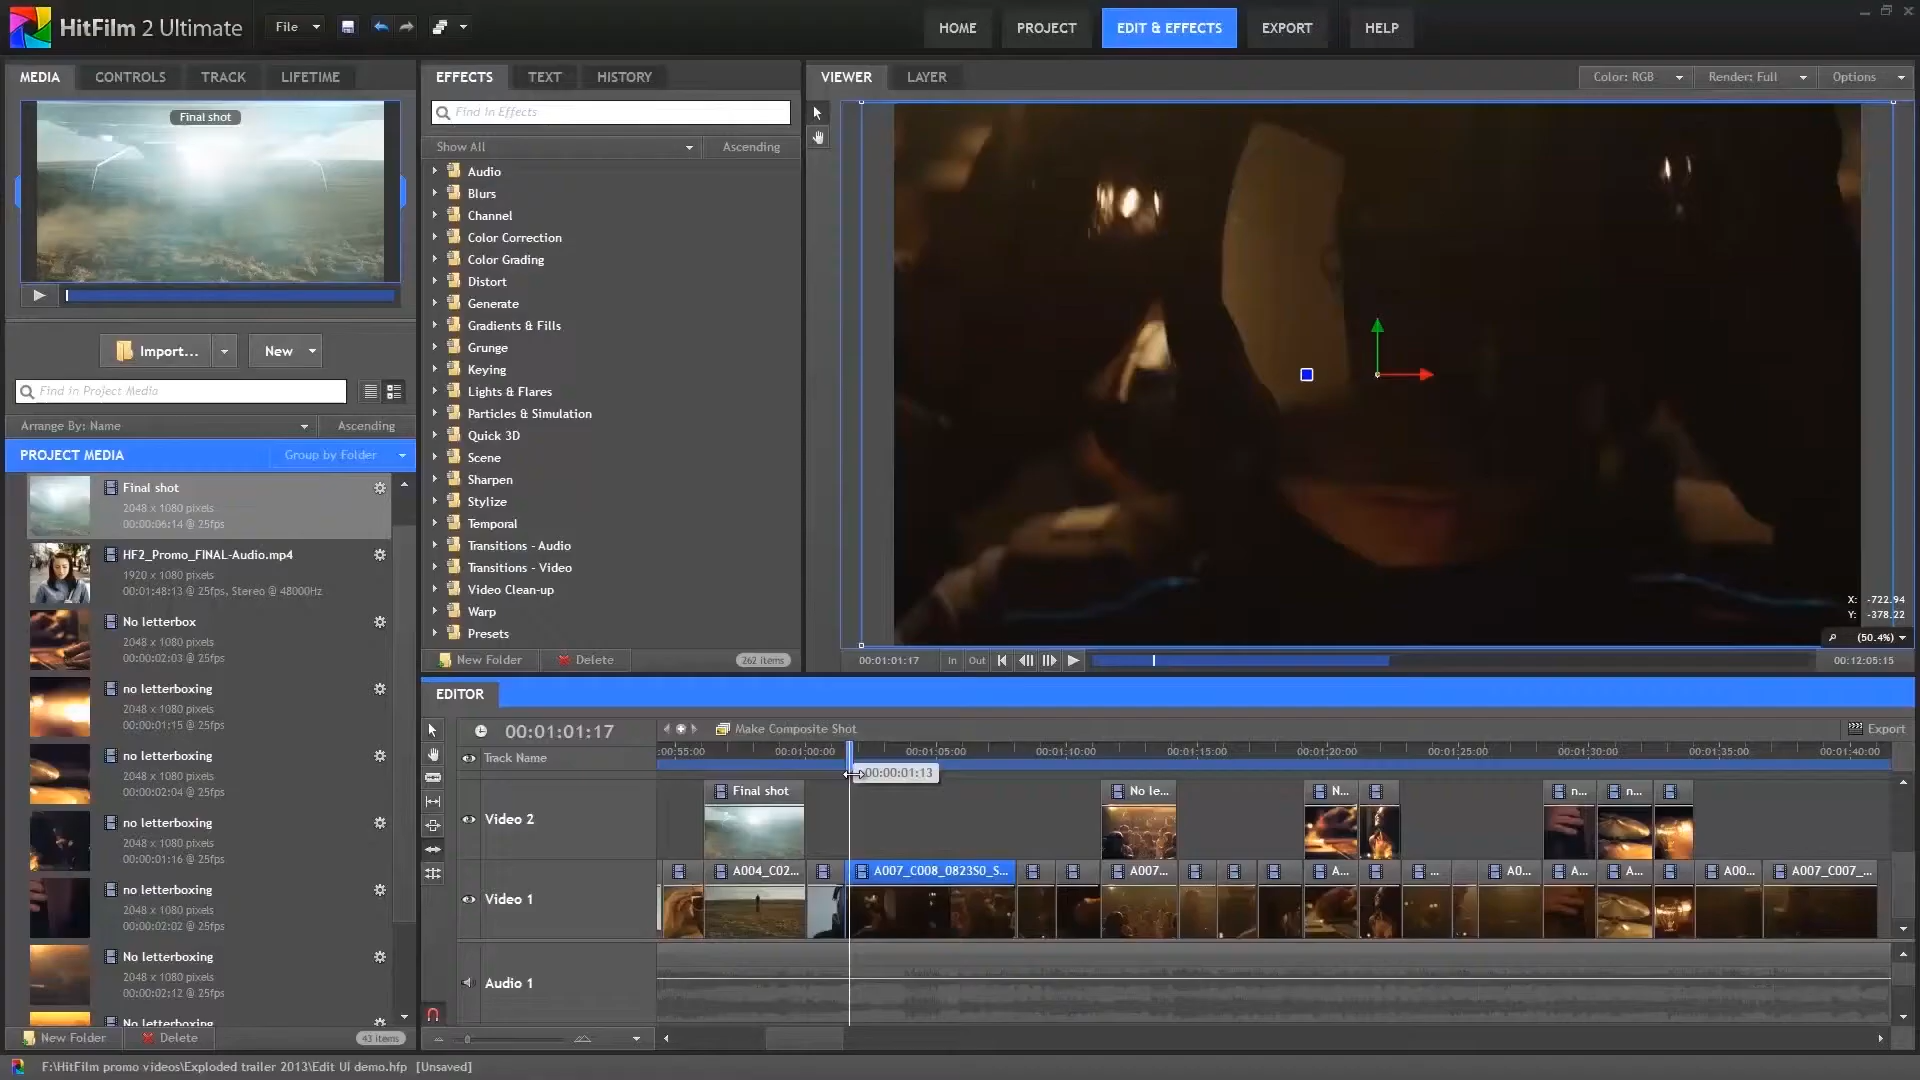 HitFilm 2 Ultimate
File
HOME
PROJECT
EDIT & EFFECTS
EXPORT
HELP
MEDIA
CONTROLS
TRACK
LIFETIME
Final shot
Import...
New
Find in Project Media
Arrange By: Name
Ascending
PROJECT MEDIA
Group by Folder
Final shot
2048 x 1080 pixels
00:00:06:14 @ 25fps
HF2_Promo_FINAL-Audio.mp4
1920 x 1080 pixels
00:01:48:13 @ 25fps, Stereo @ 48000Hz
No letterbox
2048 x 1080 pixels
00:00:02:03 @ 25fps
no letterboxing
2048 x 1080 pixels
00:00:01:15 @ 25fps
no letterboxing
2048 x 1080 pixels
00:00:02:04 @ 25fps
no letterboxing
2048 x 1080 pixels
00:00:01:16 @ 25fps
no letterboxing
2048 x 1080 pixels
00:00:02:02 @ 25fps
No letterboxing
2048 x 1080 pixels
00:00:02:12 @ 25fps
No letterboxing
New Folder
Delete
43 items
EFFECTS
TEXT
HISTORY
Find In Effects
Show All
Ascending
Audio
Blurs
Channel
Color Correction
Color Grading
Distort
Generate
Gradients & Fills
Grunge
Keying
Lights & Flares
Particles & Simulation
Quick 3D
Scene
Sharpen
Stylize
Temporal
Transitions - Audio
Transitions - Video
Video Clean-up
Warp
Presets
New Folder
Delete
262 items
VIEWER
LAYER
Color: RGB
Render: Full
Options
X: -722.94
Y: -378.22
(50.4%)
00:01:01:17
In
Out
00:12:05:15
EDITOR
00:01:01:17
Make Composite Shot
Export
Track Name
:00:55:00
00:01:00:00
00:01:05:00
00:01:10:00
00:01:15:00
00:01:20:00
00:01:25:00
00:01:30:00
00:01:35:00
00:01:40:00
00:00:01:13
Video 2
Final shot
No le...
N...
n...
n...
Video 1
A004_C02...
A007_C008_0823S0_S...
A007...
A...
...
A0...
A...
A...
A00...
A007_C007_...
Audio 1
F:\HitFilm promo videos\Exploded trailer 2013\Edit UI demo.hfp [Unsaved]